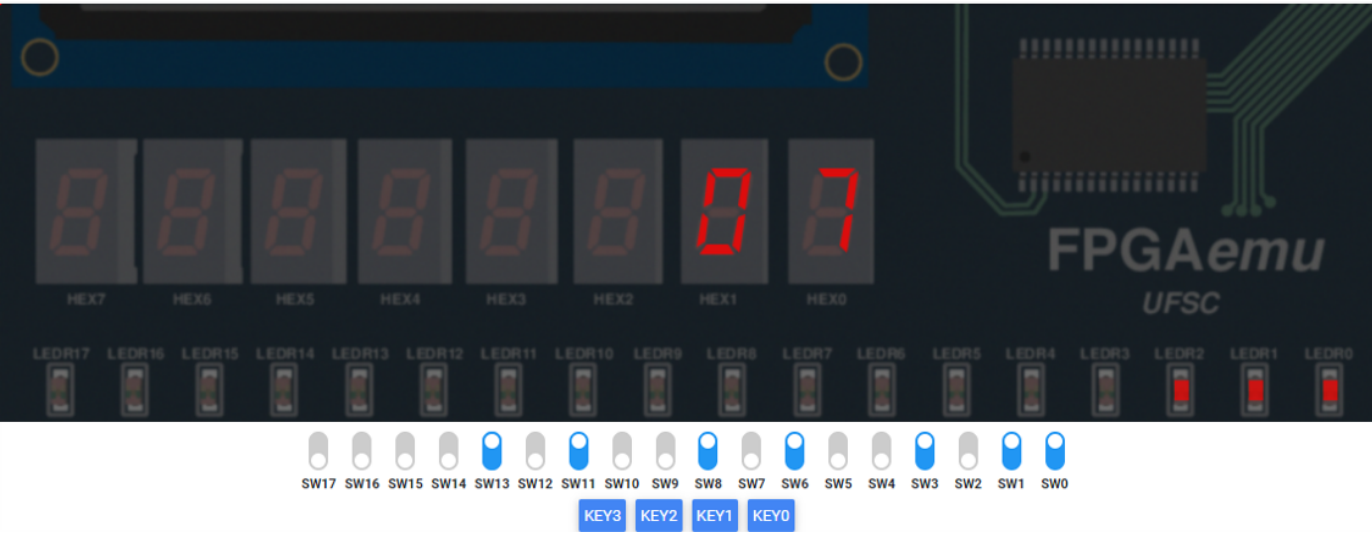 07
HEX7 HEX6 HEX5 HEX4 HEX3 HEX2 HEX1 HEX0
FPGAemu
UFSC
LEDR17 LEDR16 LEDR15 LEDR14 LEDR13 LEDR12 LEDR11 LEDR10 LEDR9 LEDR8 LEDR7 LEDR6 LEDR5 LEDR4 LEDR3 LEDR2 LEDR1 LEDR0
SW17 SW16 SW15 SW14 SW13 SW12 SW11 SW10 SW9 SW8 SW7 SW6 SW5 SW4 SW3 SW2 SW1 SW0
KEY3 KEY2 KEY1 KEY0